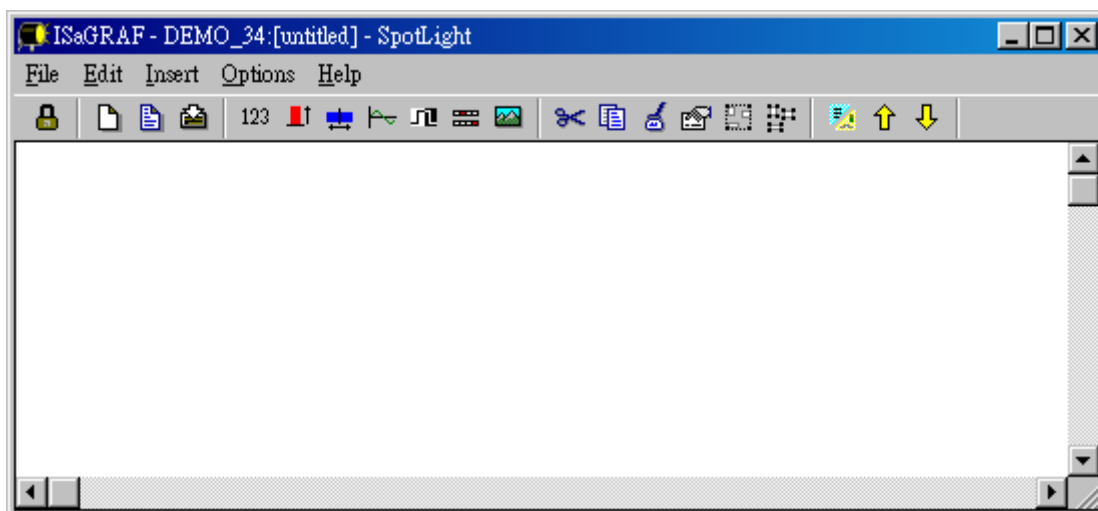 ISaGRAF - DEMO_34:[untitled] - SpotLight
File Edit Insert Options Help
123